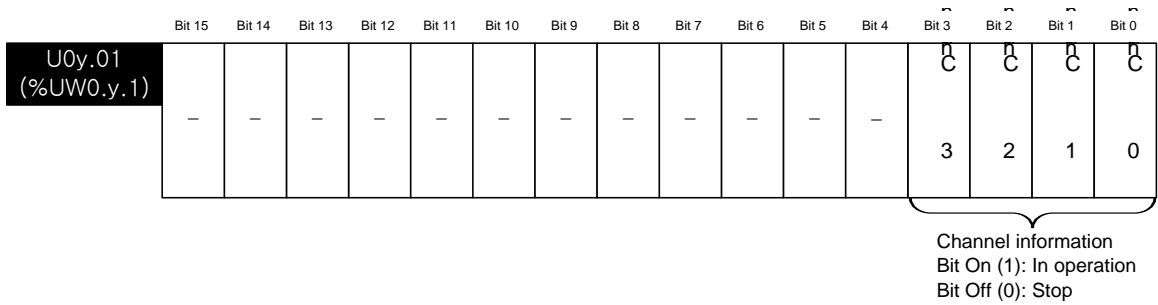 Bit 15 Bit 14 Bit 13 Bit 12 Bit 11 Bit 10 Bit 9 Bit 8 Bit 7 Bit 6 Bit 5 Bit 4 Bit 3 Bit 2 Bit 1 Bit 0
U0y.01
(%UW0.y.1)
– – – – – – – – – – – –
3 2 1 0
Channel information
Bit On (1): In operation
Bit Off (0): Stop